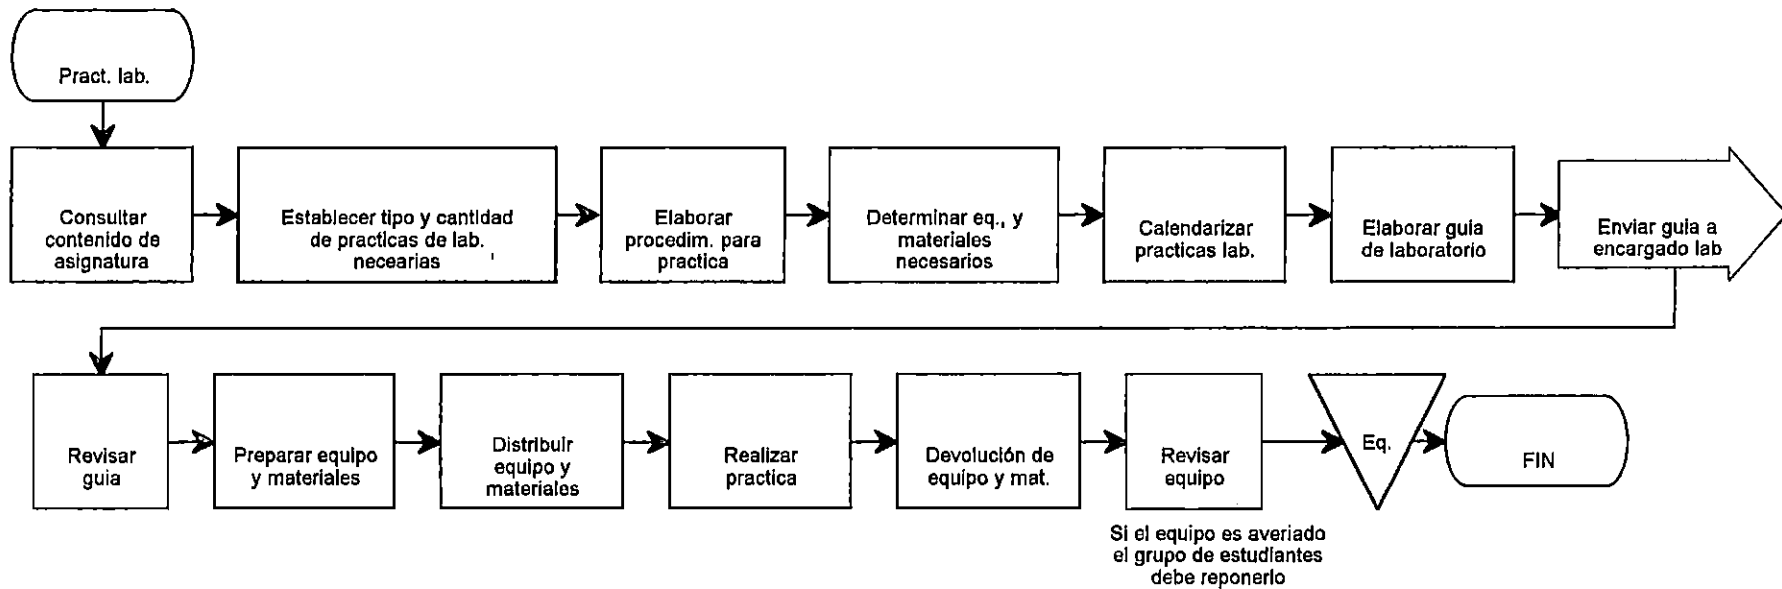 Pract. lab.
Consultar
contenido de
asignatura
Establecer tipo y cantidad
de practicas de lab.
necearias
Elaborar
procedim. para
practica
Determinar eq., y
materiales
necesarios
Calendarizar
practicas lab.
Elaborar guia
de laboratorio
Enviar guia a
encargado lab
Revisar
guia
Preparar equipo
y materiales
Distribuir
equipo y
materiales
Realizar
practica
Devolución de
equipo y mat.
Revisar
equipo
Eq.
FIN
Si el equipo es averiado
el grupo de estudiantes
debe reponerlo